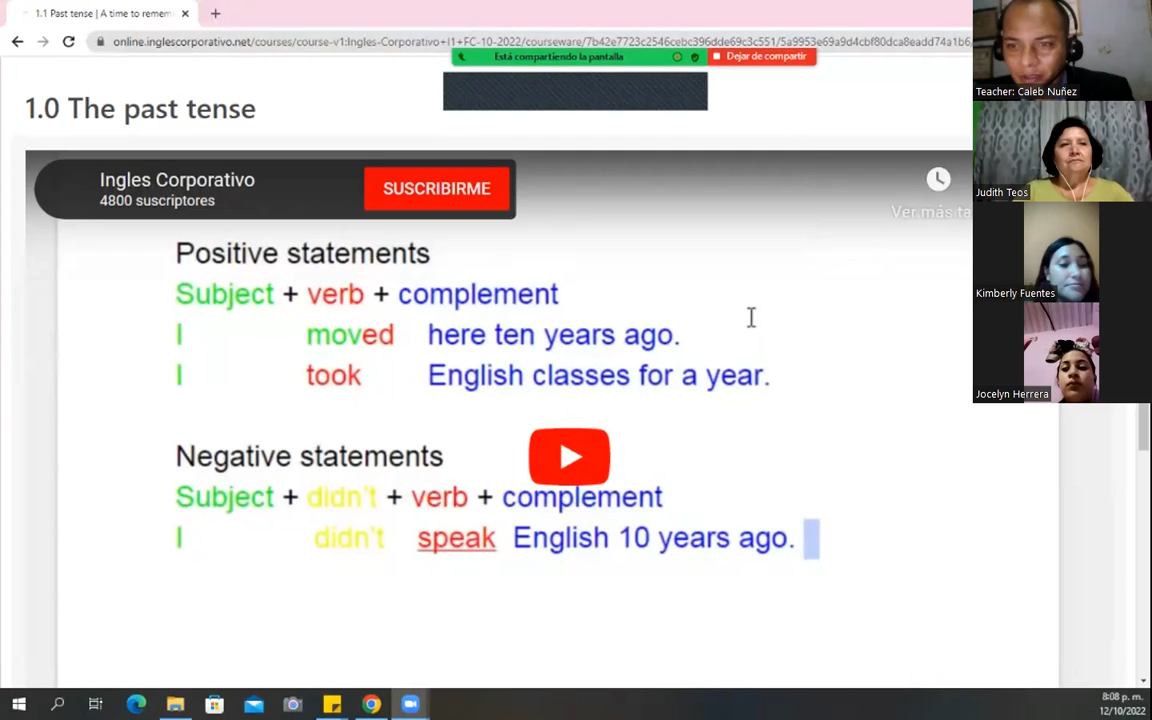 1.1 Past tense | A time to remem
online.inglescorporativo.net/courses/course-v1:Ingles-Corporativo+I1+FC-10-2022/courseware/7b42e7723c2546cebc396dde69c3c551/5a9953e69a9d4cbf80dca8eadd74a1b6
Está compartiendo la pantalla
Dejar de compartir
1.0 The past tense
Ingles Corporativo
4800 suscriptores
SUSCRIBIRME
Ver más ta
Positive statements
Subject + verb + complement
I moved here ten years ago.
I took English classes for a year.
Negative statements
Subject + didn't + verb + complement
I didn't speak English 10 years ago.
Teacher: Caleb Nuñez
Judith Teos
Kimberly Fuentes
Jocelyn Herrera
8:08 p. m.
12/10/2022